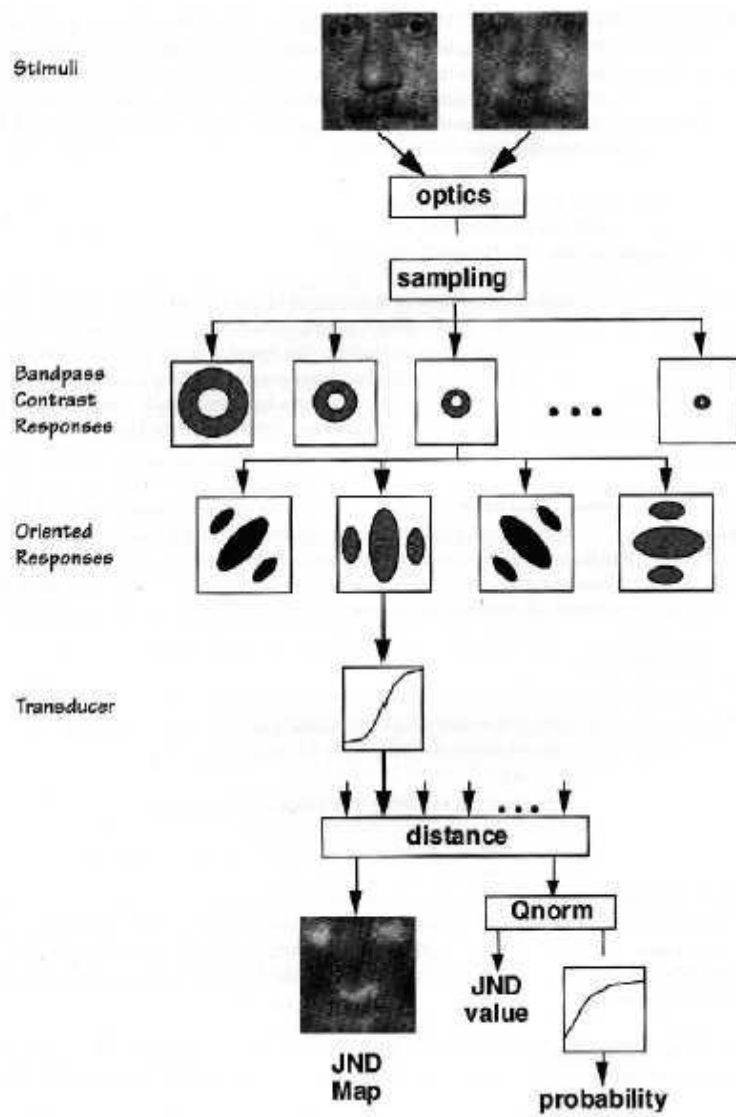 Stimuli
optics
sampling
Bandpass
Contrast
Responses
Oriented
Responses
Transducer
distance
Qnorm
JND
value
JND
Map
probability